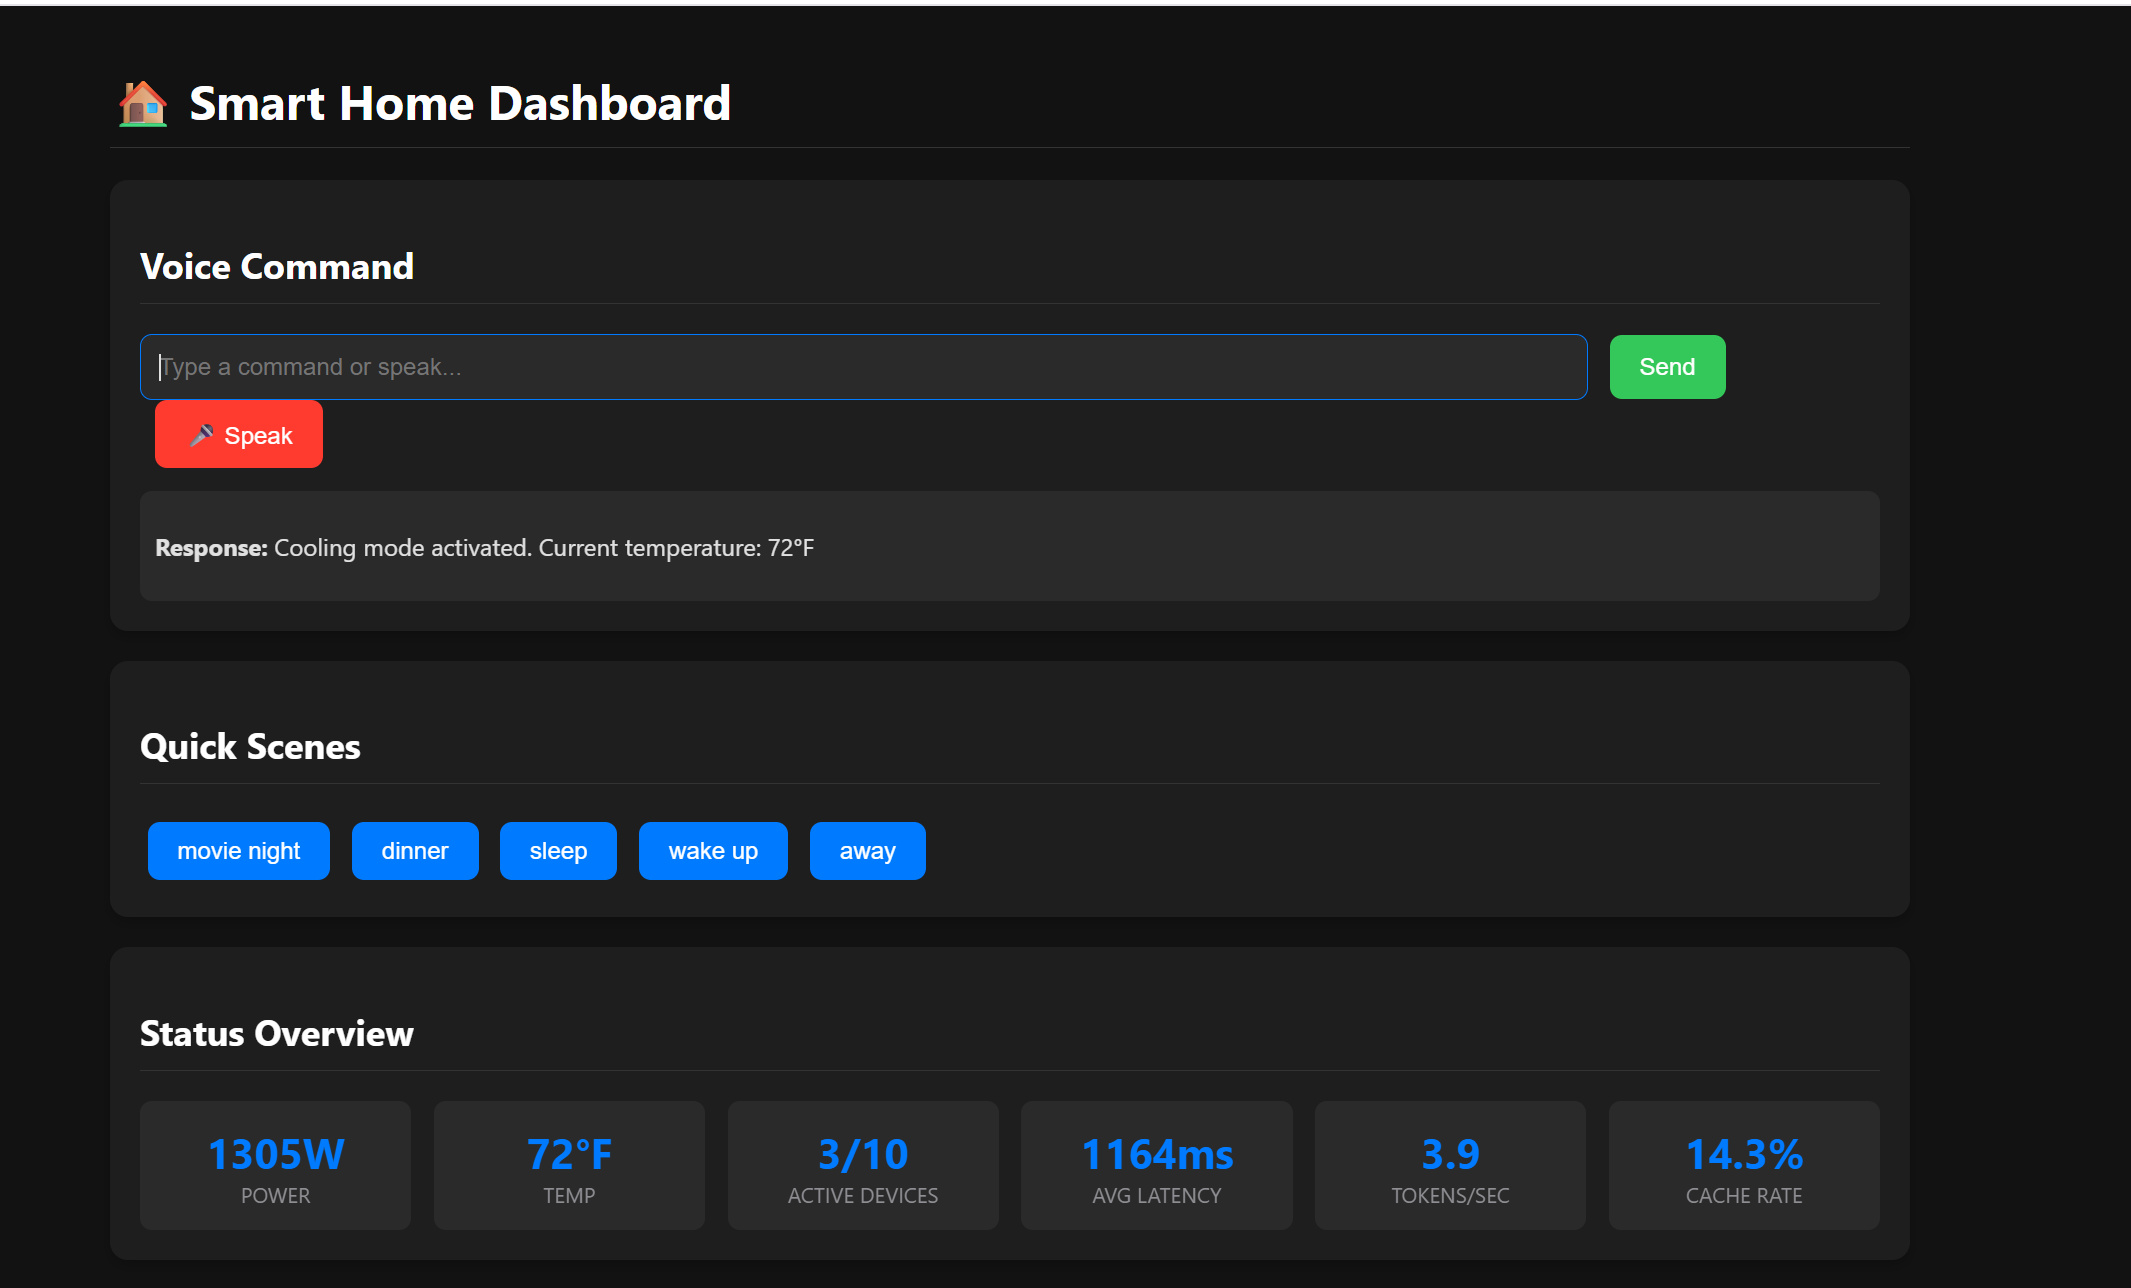 Smart Home Dashboard
Voice Command
Type a command or speak...
Send
Speak
Response: Cooling mode activated. Current temperature: 72°F
Quick Scenes
movie night
dinner
sleep
wake up
away
Status Overview
1305W
POWER
72°F
TEMP
3/10
ACTIVE DEVICES
1164ms
AVG LATENCY
3.9
TOKENS/SEC
14.3%
CACHE RATE